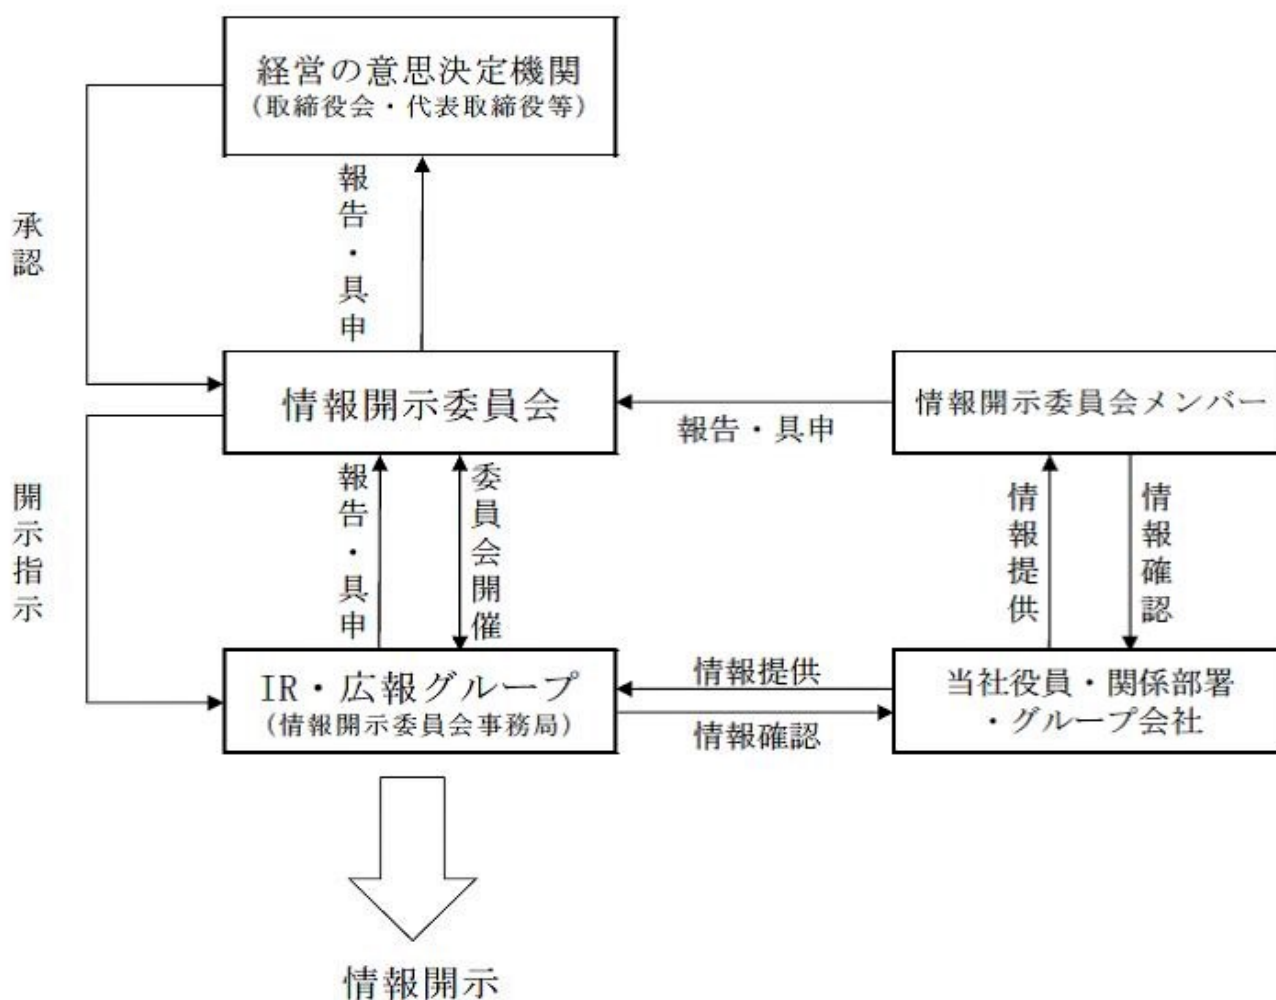 経営の意思決定機関
(取締役会・代表取締役等)
承認
報告・具申
情報開示委員会
報告・具申
情報開示委員会メンバー
開示指示
報告・具申
委員会開催
情報提供
情報確認
IR・広報グループ
(情報開示委員会事務局)
情報提供
情報確認
当社役員・関係部署
・グループ会社
情報開示